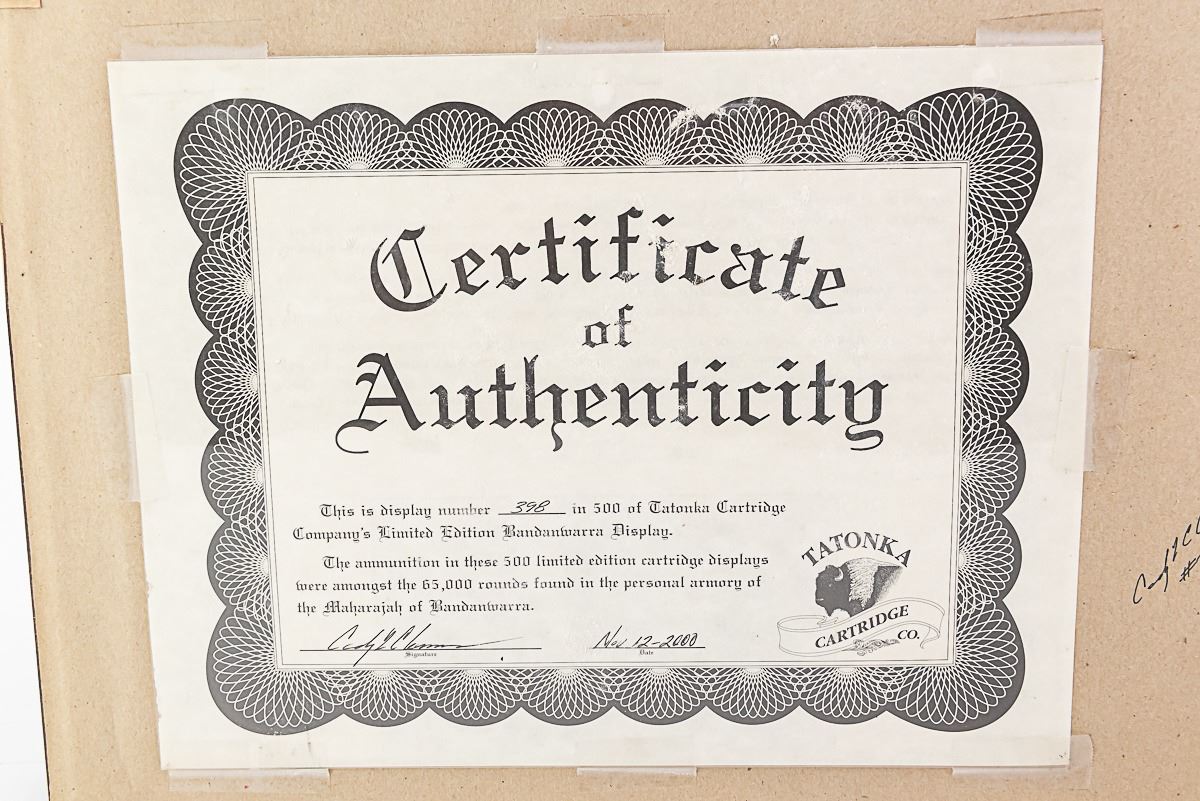 Certificate
of
Authenticity
This is display number 398 in 500 of Tatonka Cartridge
Company's Limited Edition Bandanwarra Display.
The ammunition in these 500 limited edition cartridge displays
were amongst the 65,000 rounds found in the personal armory of
the Maharajah of Bandanwarra.
Nov 12-2000
Signature
Date
TATONKA
CARTRIDGE
CO.
#